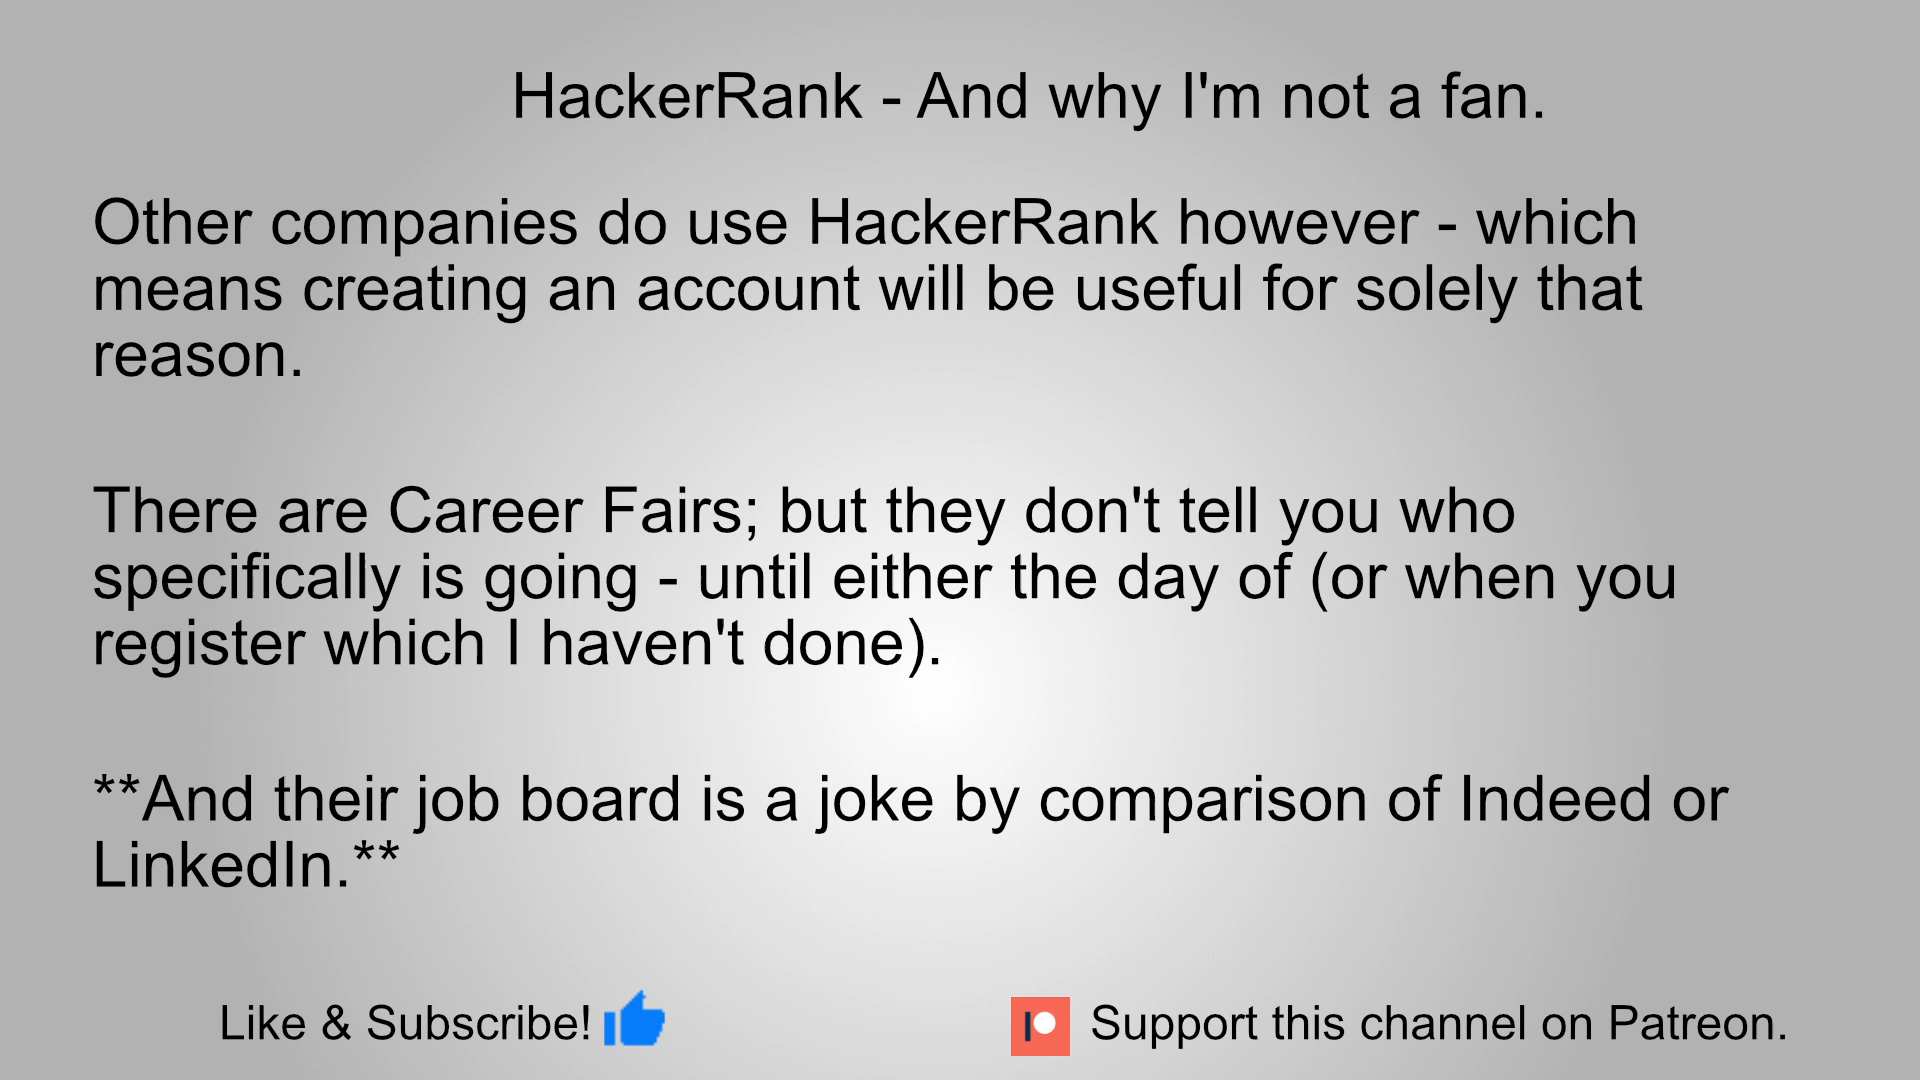 HackerRank - And why I'm not a fan.
Other companies do use HackerRank however - which
means creating an account will be useful for solely that
reason.
There are Career Fairs; but they don't tell you who
specifically is going - until either the day of (or when you
register which I haven't done).
**And their job board is a joke by comparison of Indeed or
LinkedIn.**
Like & Subscribe!
Support this channel on Patreon.